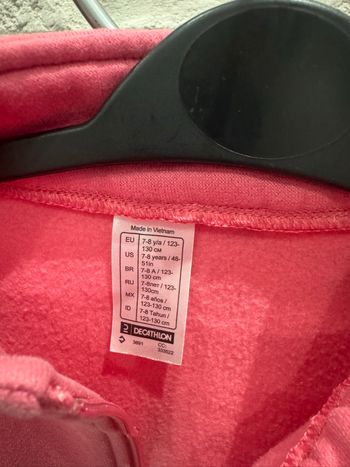 Made in Vietnam
EU 7-8 y/a / 123-
130 CM
US 7-8 years / 48-
51in
BR 7-8 A / 123-
130 cm
RU 7-8лет / 123-
130cm
MX 7-8 años /
123-130 cm
ID 7-8 Tahun /
123-130 cm
DECATHLON
3691 CC: